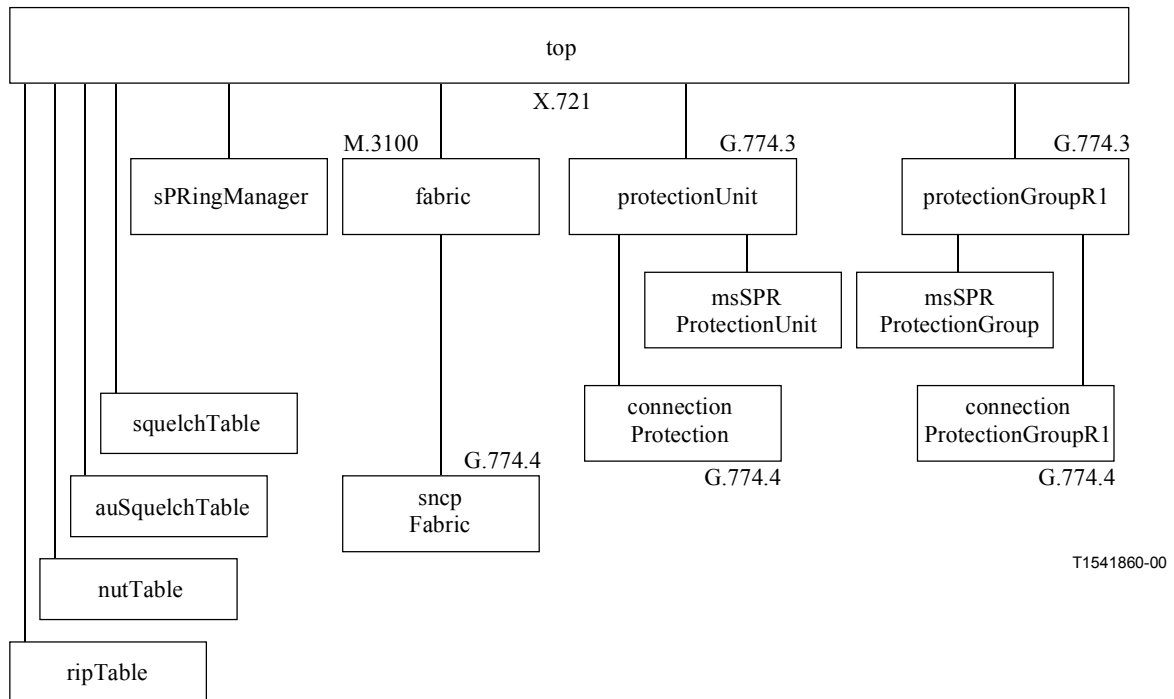 top
X.721
M.3100
G.774.3
G.774.3
sPRingManager
fabric
protectionUnit
protectionGroupR1
msSPR
ProtectionUnit
msSPR
ProtectionGroup
squelchTable
connection
Protection
connection
ProtectionGroupR1
G.774.4
G.774.4
G.774.4
auSquelchTable
sncp
Fabric
T1541860-00
nutTable
ripTable